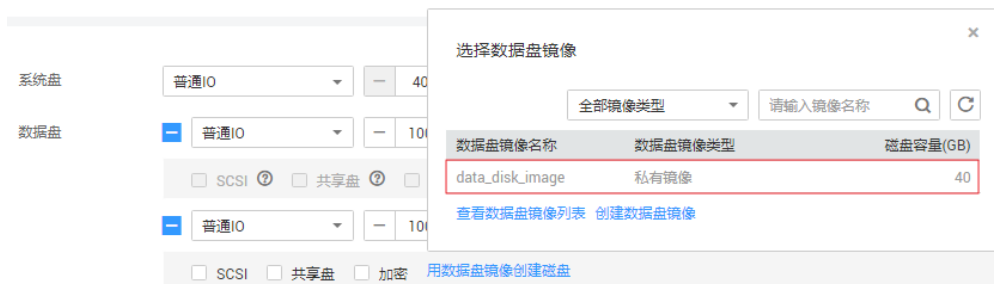 选择数据盘镜像
×
系统盘
普通IO
40
全部镜像类型
请输入镜像名称
数据盘
普通IO
100
数据盘镜像名称 数据盘镜像类型 磁盘容量(GB)
SCSI ? 共享盘 ?
data_disk_image 私有镜像 40
查看数据盘镜像列表 创建数据盘镜像
普通IO
100
SCSI 共享盘 加密 用数据盘镜像创建磁盘